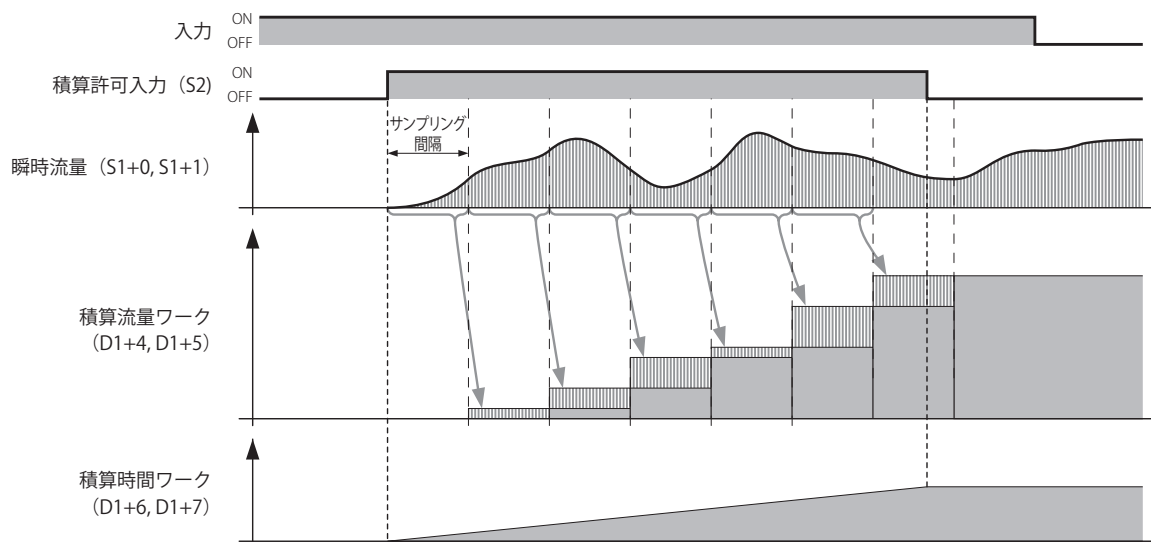 入力
ON
OFF
積算許可入力（S2)
ON
OFF
サンプリング
間隔
瞬時流量（S1+0, S1+1）
積算流量ワーク
（D1+4, D1+5）
積算時間ワーク
（D1+6, D1+7）